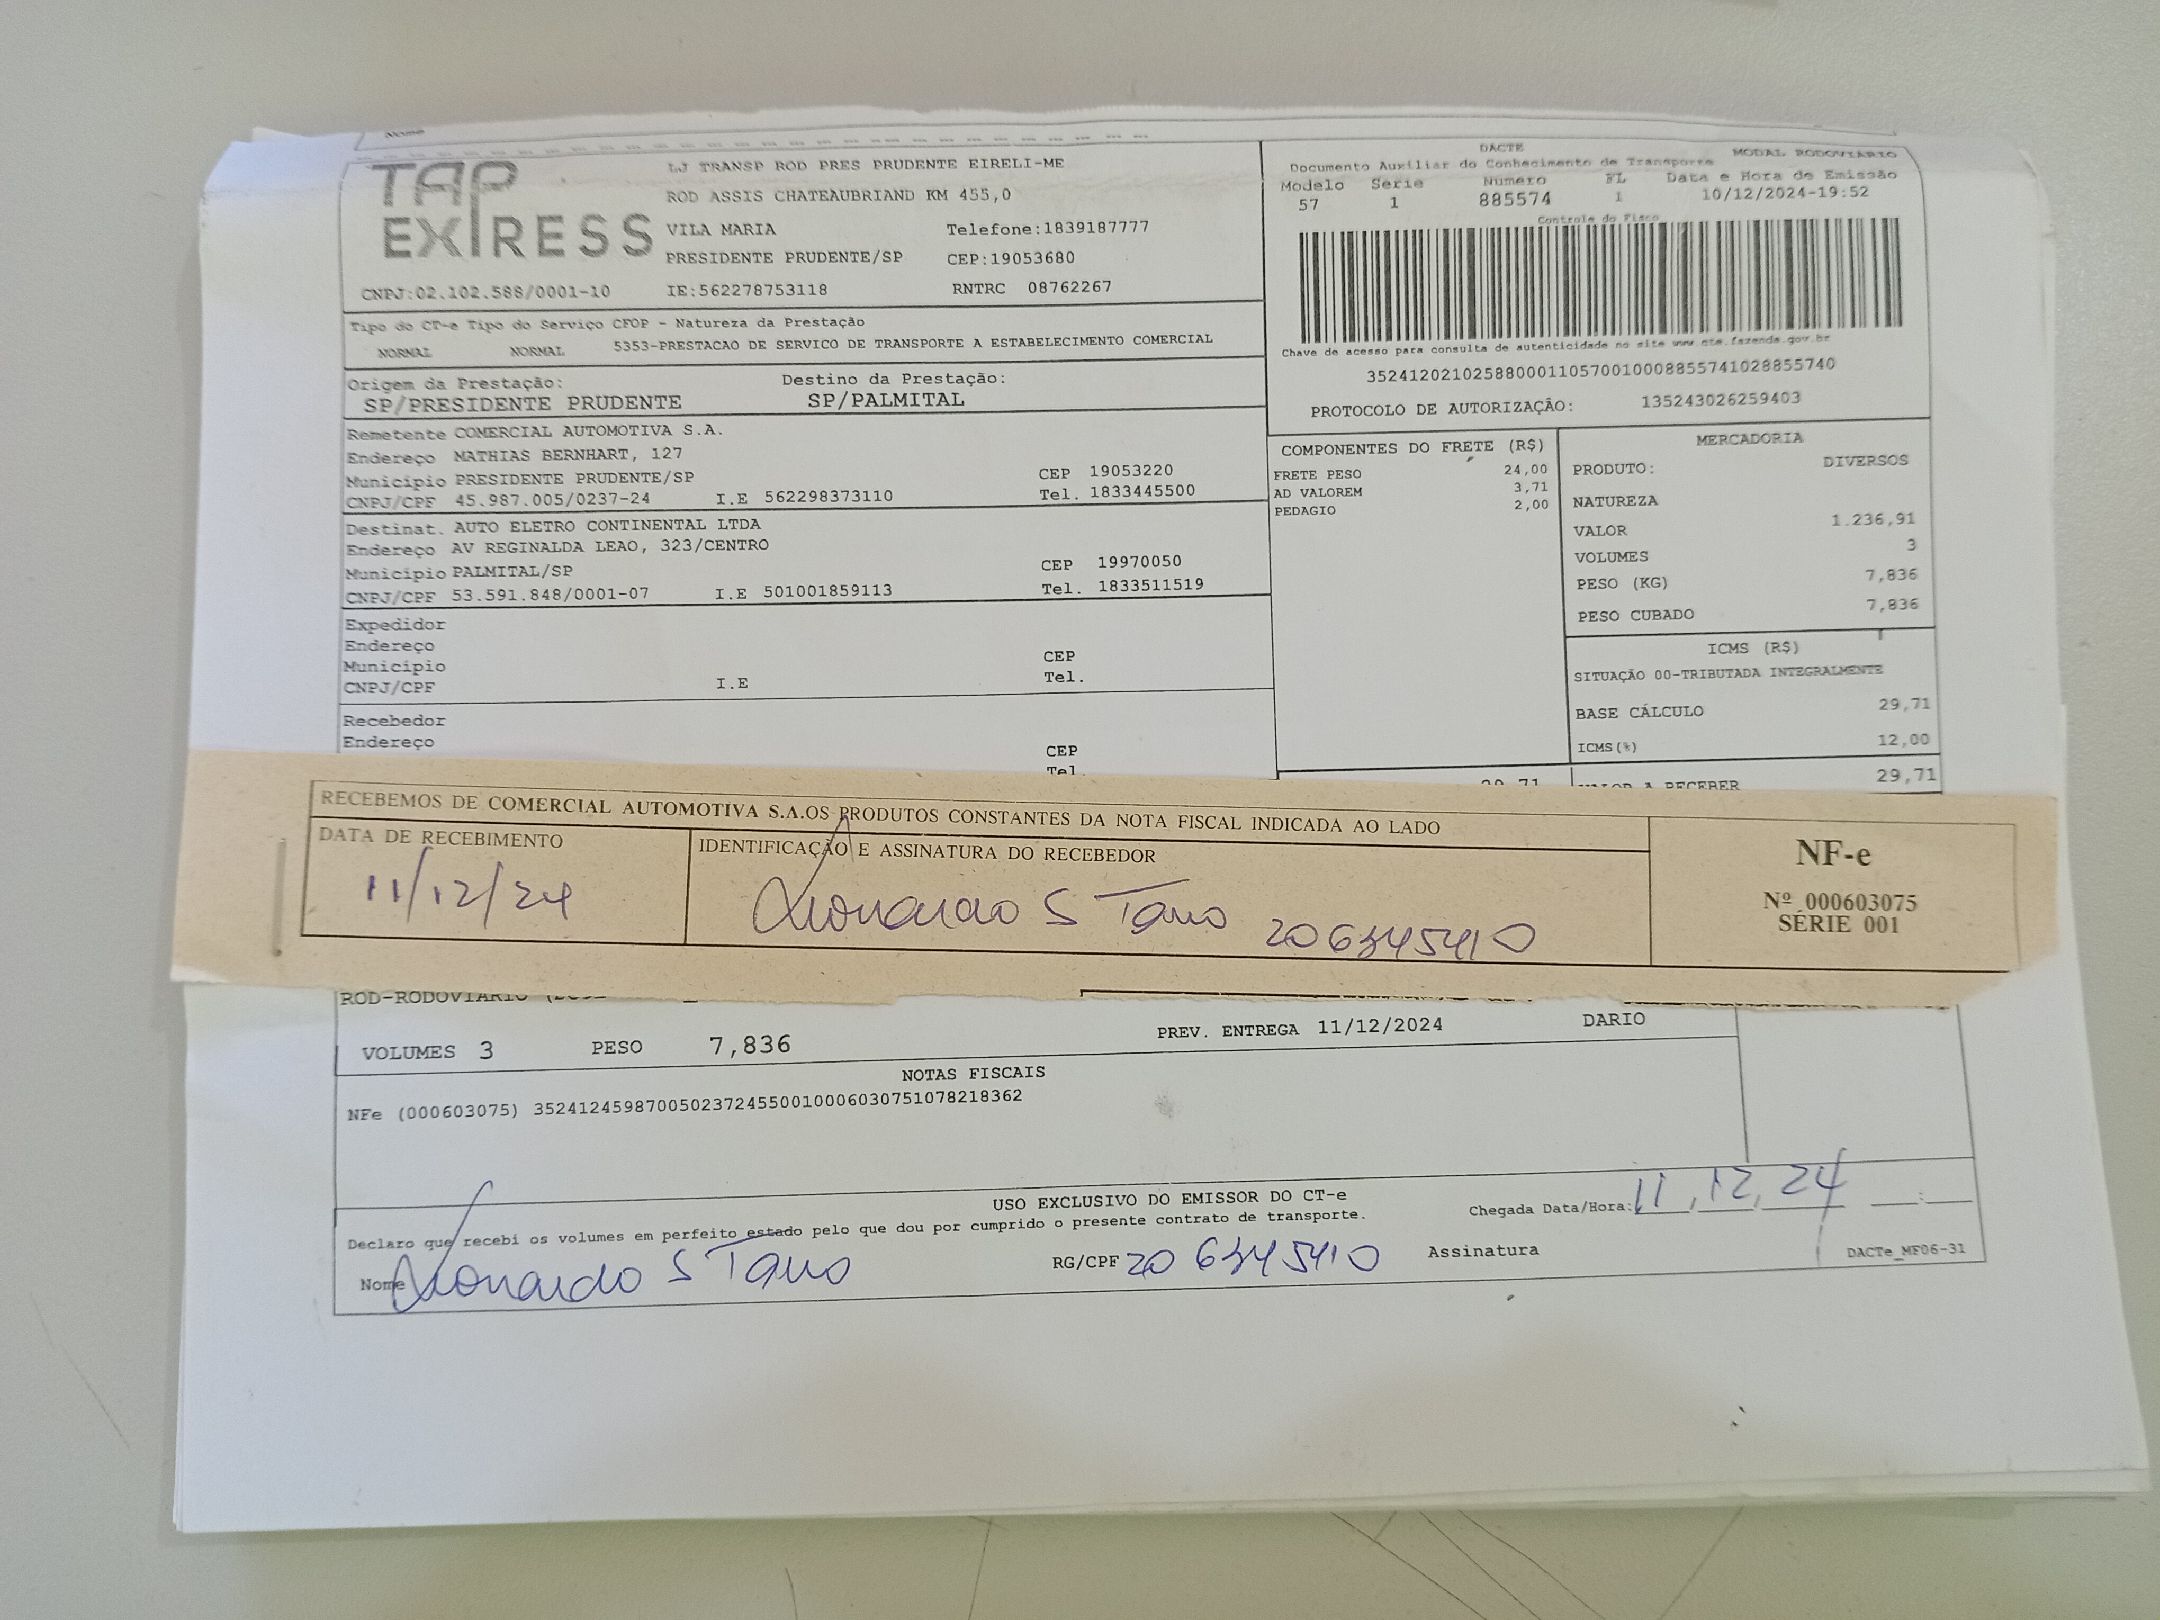 Nome
TAP EXPRESS
LJ TRANSP ROD PRES PRUDENTE EIRELI-ME
ROD ASSIS CHATEAUBRIAND KM 455,0
VILA MARIA Telefone:1839187777
PRESIDENTE PRUDENTE/SP CEP:19053680
CNPJ:02.102.588/0001-10 IE:562278753118 RNTRC 08762267
DACTE
Documento Auxiliar do Conhecimento de Transporte MODAL RODOVIÁRIO
Modelo Serie Numero FL Data e Hora de Emissão
57 1 885574 1 10/12/2024-19:52
Controle do Fisco
Chave de acesso para consulta de autenticidade no site www.cte.fazenda.gov.br
35241202102588000110570010008855741028855740
PROTOCOLO DE AUTORIZAÇÃO: 135243026259403
Tipo do CT-e Tipo do Serviço CFOP - Natureza da Prestação
NORMAL NORMAL 5353-PRESTACAO DE SERVICO DE TRANSPORTE A ESTABELECIMENTO COMERCIAL
Origem da Prestação: Destino da Prestação:
SP/PRESIDENTE PRUDENTE SP/PALMITAL
Remetente COMERCIAL AUTOMOTIVA S.A.
Endereço MATHIAS BERNHART, 127
Municipio PRESIDENTE PRUDENTE/SP CEP 19053220
CNPJ/CPF 45.987.005/0237-24 I.E 562298373110 Tel. 1833445500
Destinat. AUTO ELETRO CONTINENTAL LTDA
Endereço AV REGINALDA LEAO, 323/CENTRO
Municipio PALMITAL/SP CEP 19970050
CNPJ/CPF 53.591.848/0001-07 I.E 501001859113 Tel. 1833511519
Expedidor
Endereço
Municipio CEP
CNPJ/CPF I.E Tel.
Recebedor
Endereço
CEP
Tel
COMPONENTES DO FRETE (R$)
FRETE PESO 24,00
AD VALOREM 3,71
PEDAGIO 2,00
29,71
MERCADORIA
PRODUTO: DIVERSOS
NATUREZA
VALOR 1.236,91
VOLUMES 3
PESO (KG) 7,836
PESO CUBADO 7,836
ICMS (R$)
SITUAÇÃO 00-TRIBUTADA INTEGRALMENTE
BASE CÁLCULO 29,71
ICMS(%) 12,00
VALOR A RECEBER 29,71
RECEBEMOS DE COMERCIAL AUTOMOTIVA S.A.OS PRODUTOS CONSTANTES DA NOTA FISCAL INDICADA AO LADO
DATA DE RECEBIMENTO
11/12/24
IDENTIFICAÇÃO E ASSINATURA DO RECEBEDOR
Leonardo S Tano 206345410
NF-e
Nº 000603075
SÉRIE 001
ROD-RODOVIARIO
VOLUMES 3 PESO 7,836 PREV. ENTREGA 11/12/2024 DARIO
NOTAS FISCAIS
NFe (000603075) 35241245987005023724550010006030751078218362
USO EXCLUSIVO DO EMISSOR DO CT-e
Declaro que recebi os volumes em perfeito estado pelo que dou por cumprido o presente contrato de transporte. Chegada Data/Hora: 11,12,24 :
Nome Leonardo S Tano RG/CPF 20 6345410 Assinatura DACTe_MF06-31